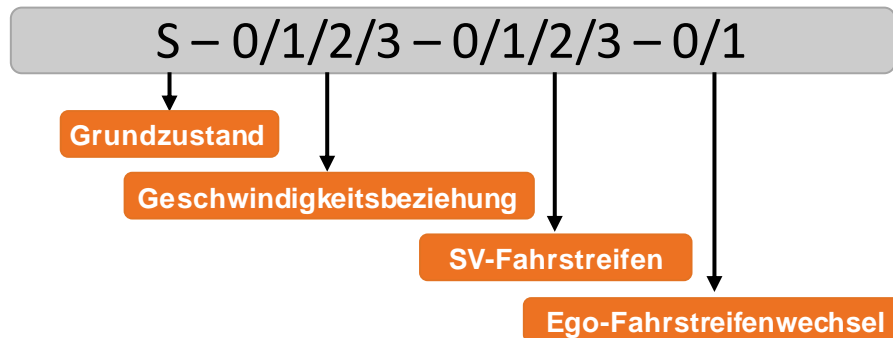 S – 0/1/2/3 – 0/1/2/3 – 0/1
Grundzustand
Geschwindigkeitsbeziehung
SV-Fahrstreifen
Ego-Fahrstreifenwechsel